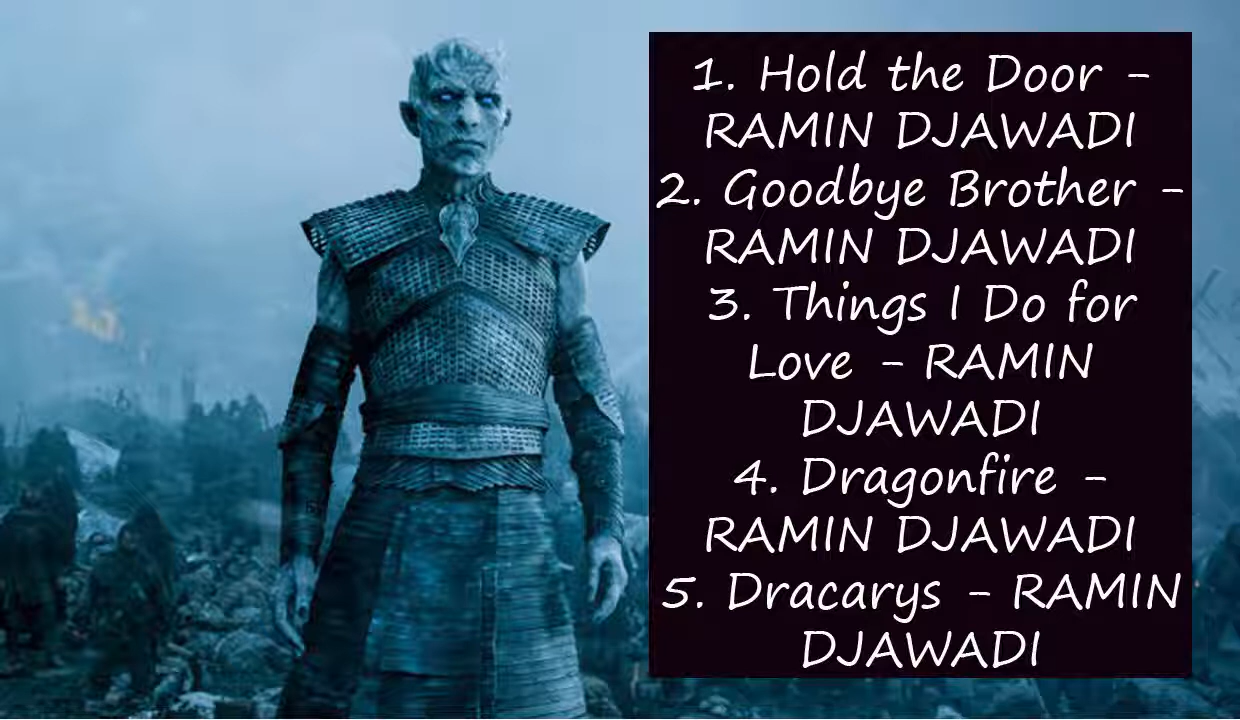 1. Hold the Door -
RAMIN DJAWADI
2. Goodbye Brother -
RAMIN DJAWADI
3. Things I Do for
Love - RAMIN
DJAWADI
4. Dragonfire -
RAMIN DJAWADI
5. Dracarys - RAMIN
DJAWADI